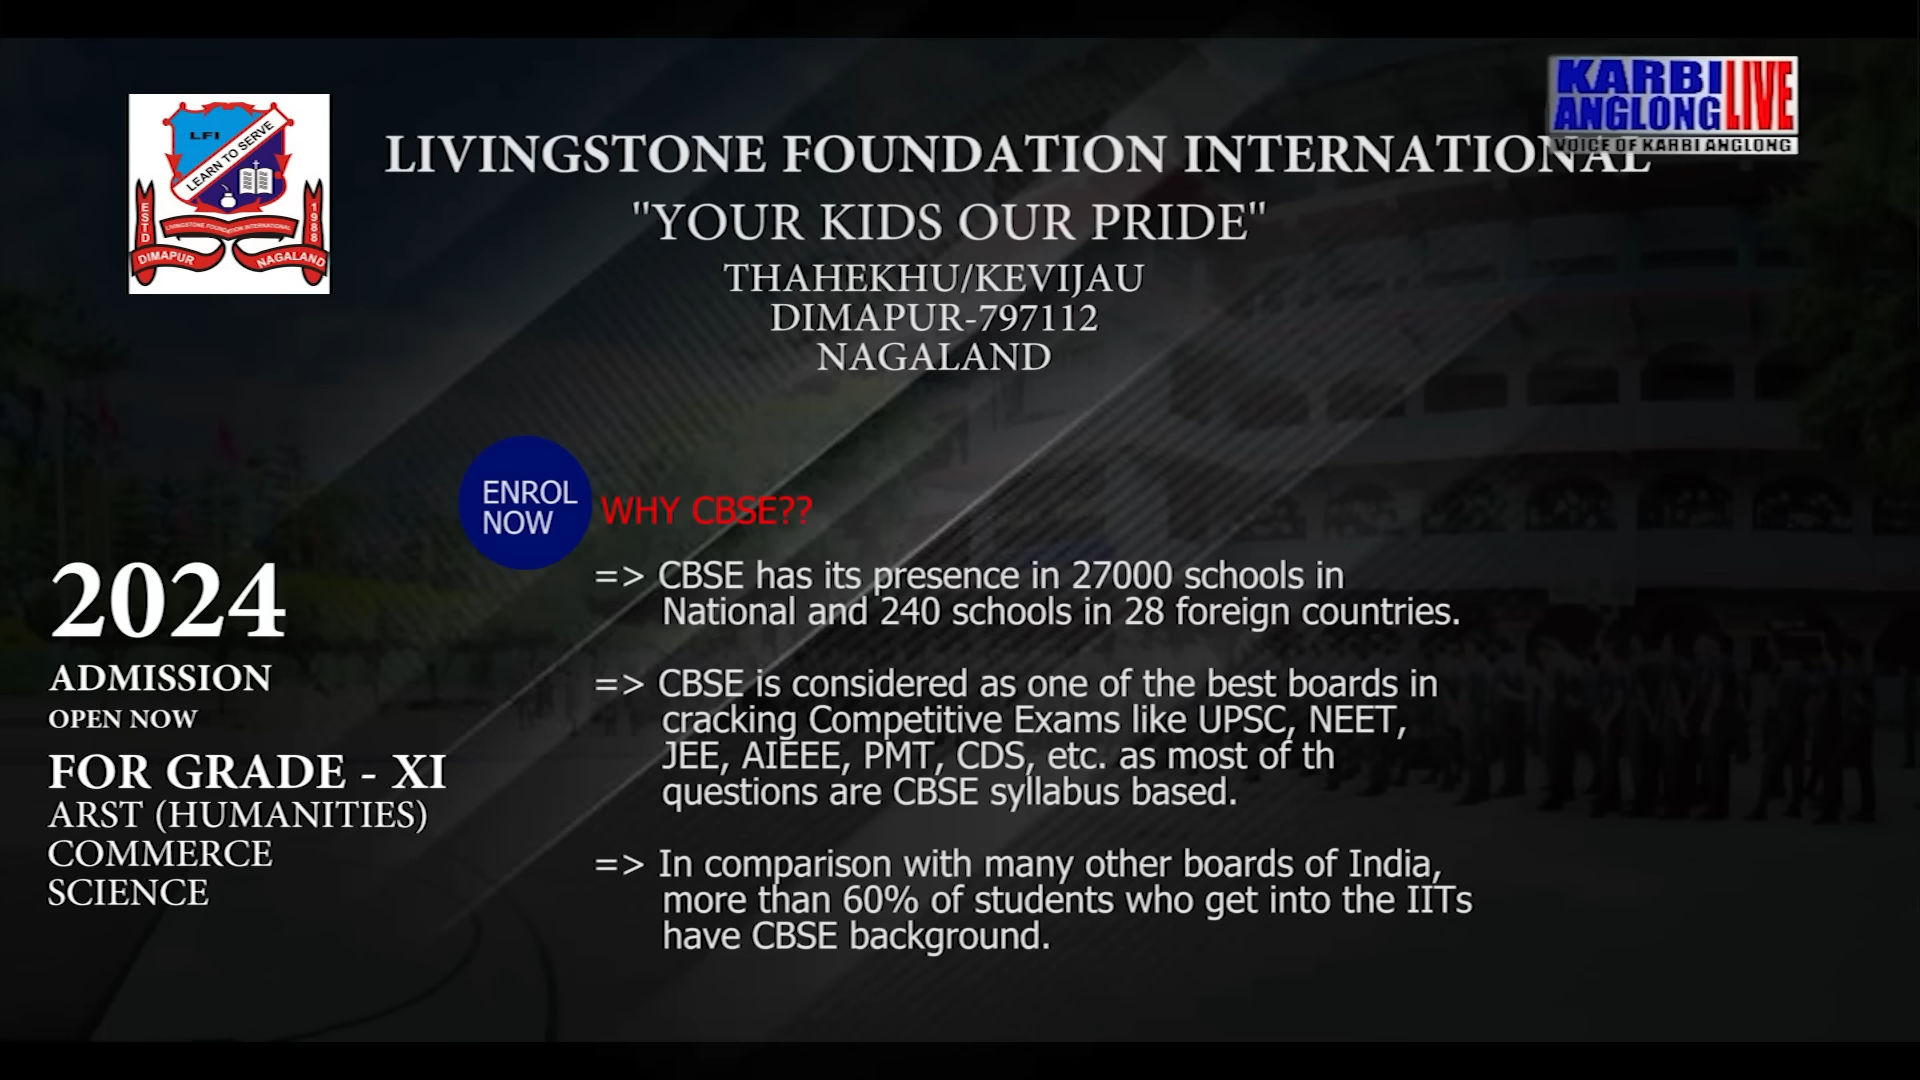 LFI
LEARN TO SERVE
ESTD
1988
LIVINGSTONE FOUNDATION INTERNATIONAL
DIMAPUR
NAGALAND
KARBI
ANGLONG
LIVE
VOICE OF KARBI ANGLONG
LIVINGSTONE FOUNDATION INTERNATIONAL
"YOUR KIDS OUR PRIDE"
THAHEKHU/KEVIJAU
DIMAPUR-797112
NAGALAND
ENROL
NOW
WHY CBSE??
2024
ADMISSION
OPEN NOW
FOR GRADE - XI
ARST (HUMANITIES)
COMMERCE
SCIENCE
=> CBSE has its presence in 27000 schools in
National and 240 schools in 28 foreign countries.
=> CBSE is considered as one of the best boards in
cracking Competitive Exams like UPSC, NEET,
JEE, AIEEE, PMT, CDS, etc. as most of th
questions are CBSE syllabus based.
=> In comparison with many other boards of India,
more than 60% of students who get into the IITs
have CBSE background.